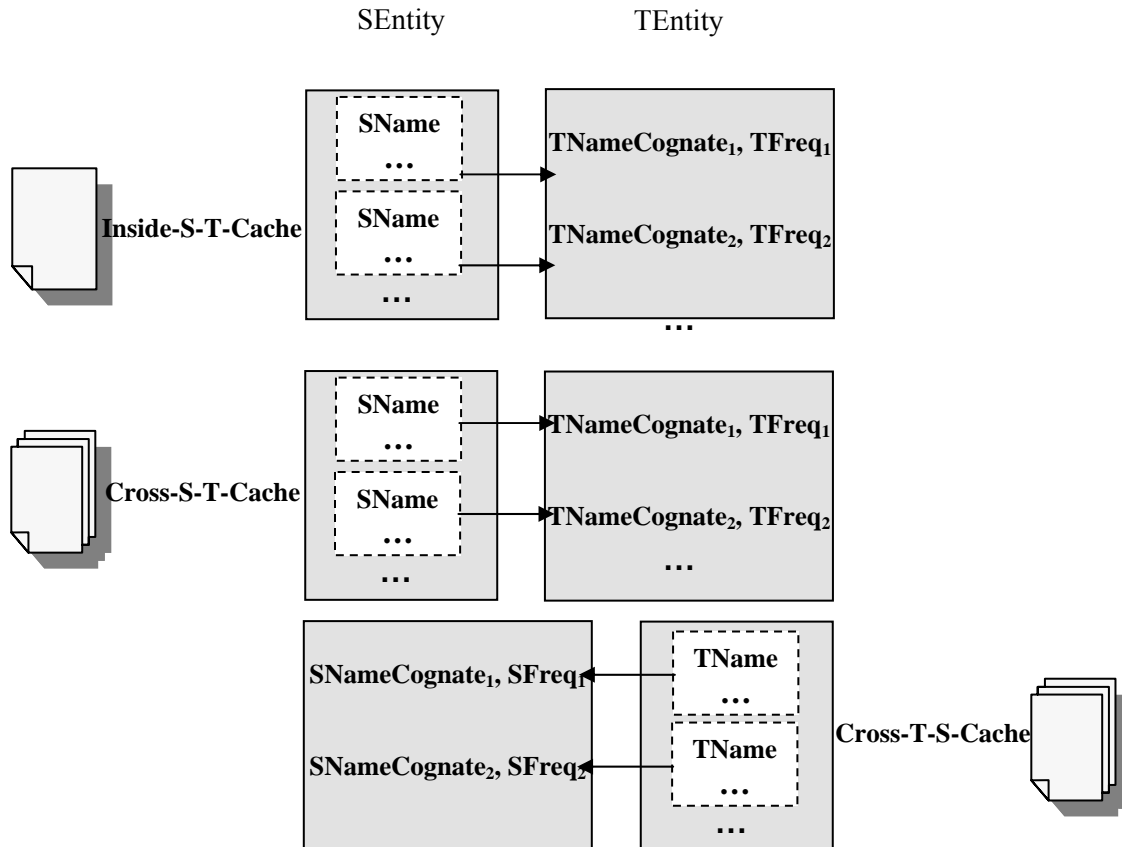 SEntity TEntity
SName
...
TNameCognate1, TFreq1
Inside-S-T-Cache
SName
...
TNameCognate2, TFreq2
...
...
SName
...
TNameCognate1, TFreq1
Cross-S-T-Cache
SName
...
TNameCognate2, TFreq2
...
...
SNameCognate1, SFreq1
TName
...
SNameCognate2, SFreq2
TName
...
Cross-T-S-Cache
...